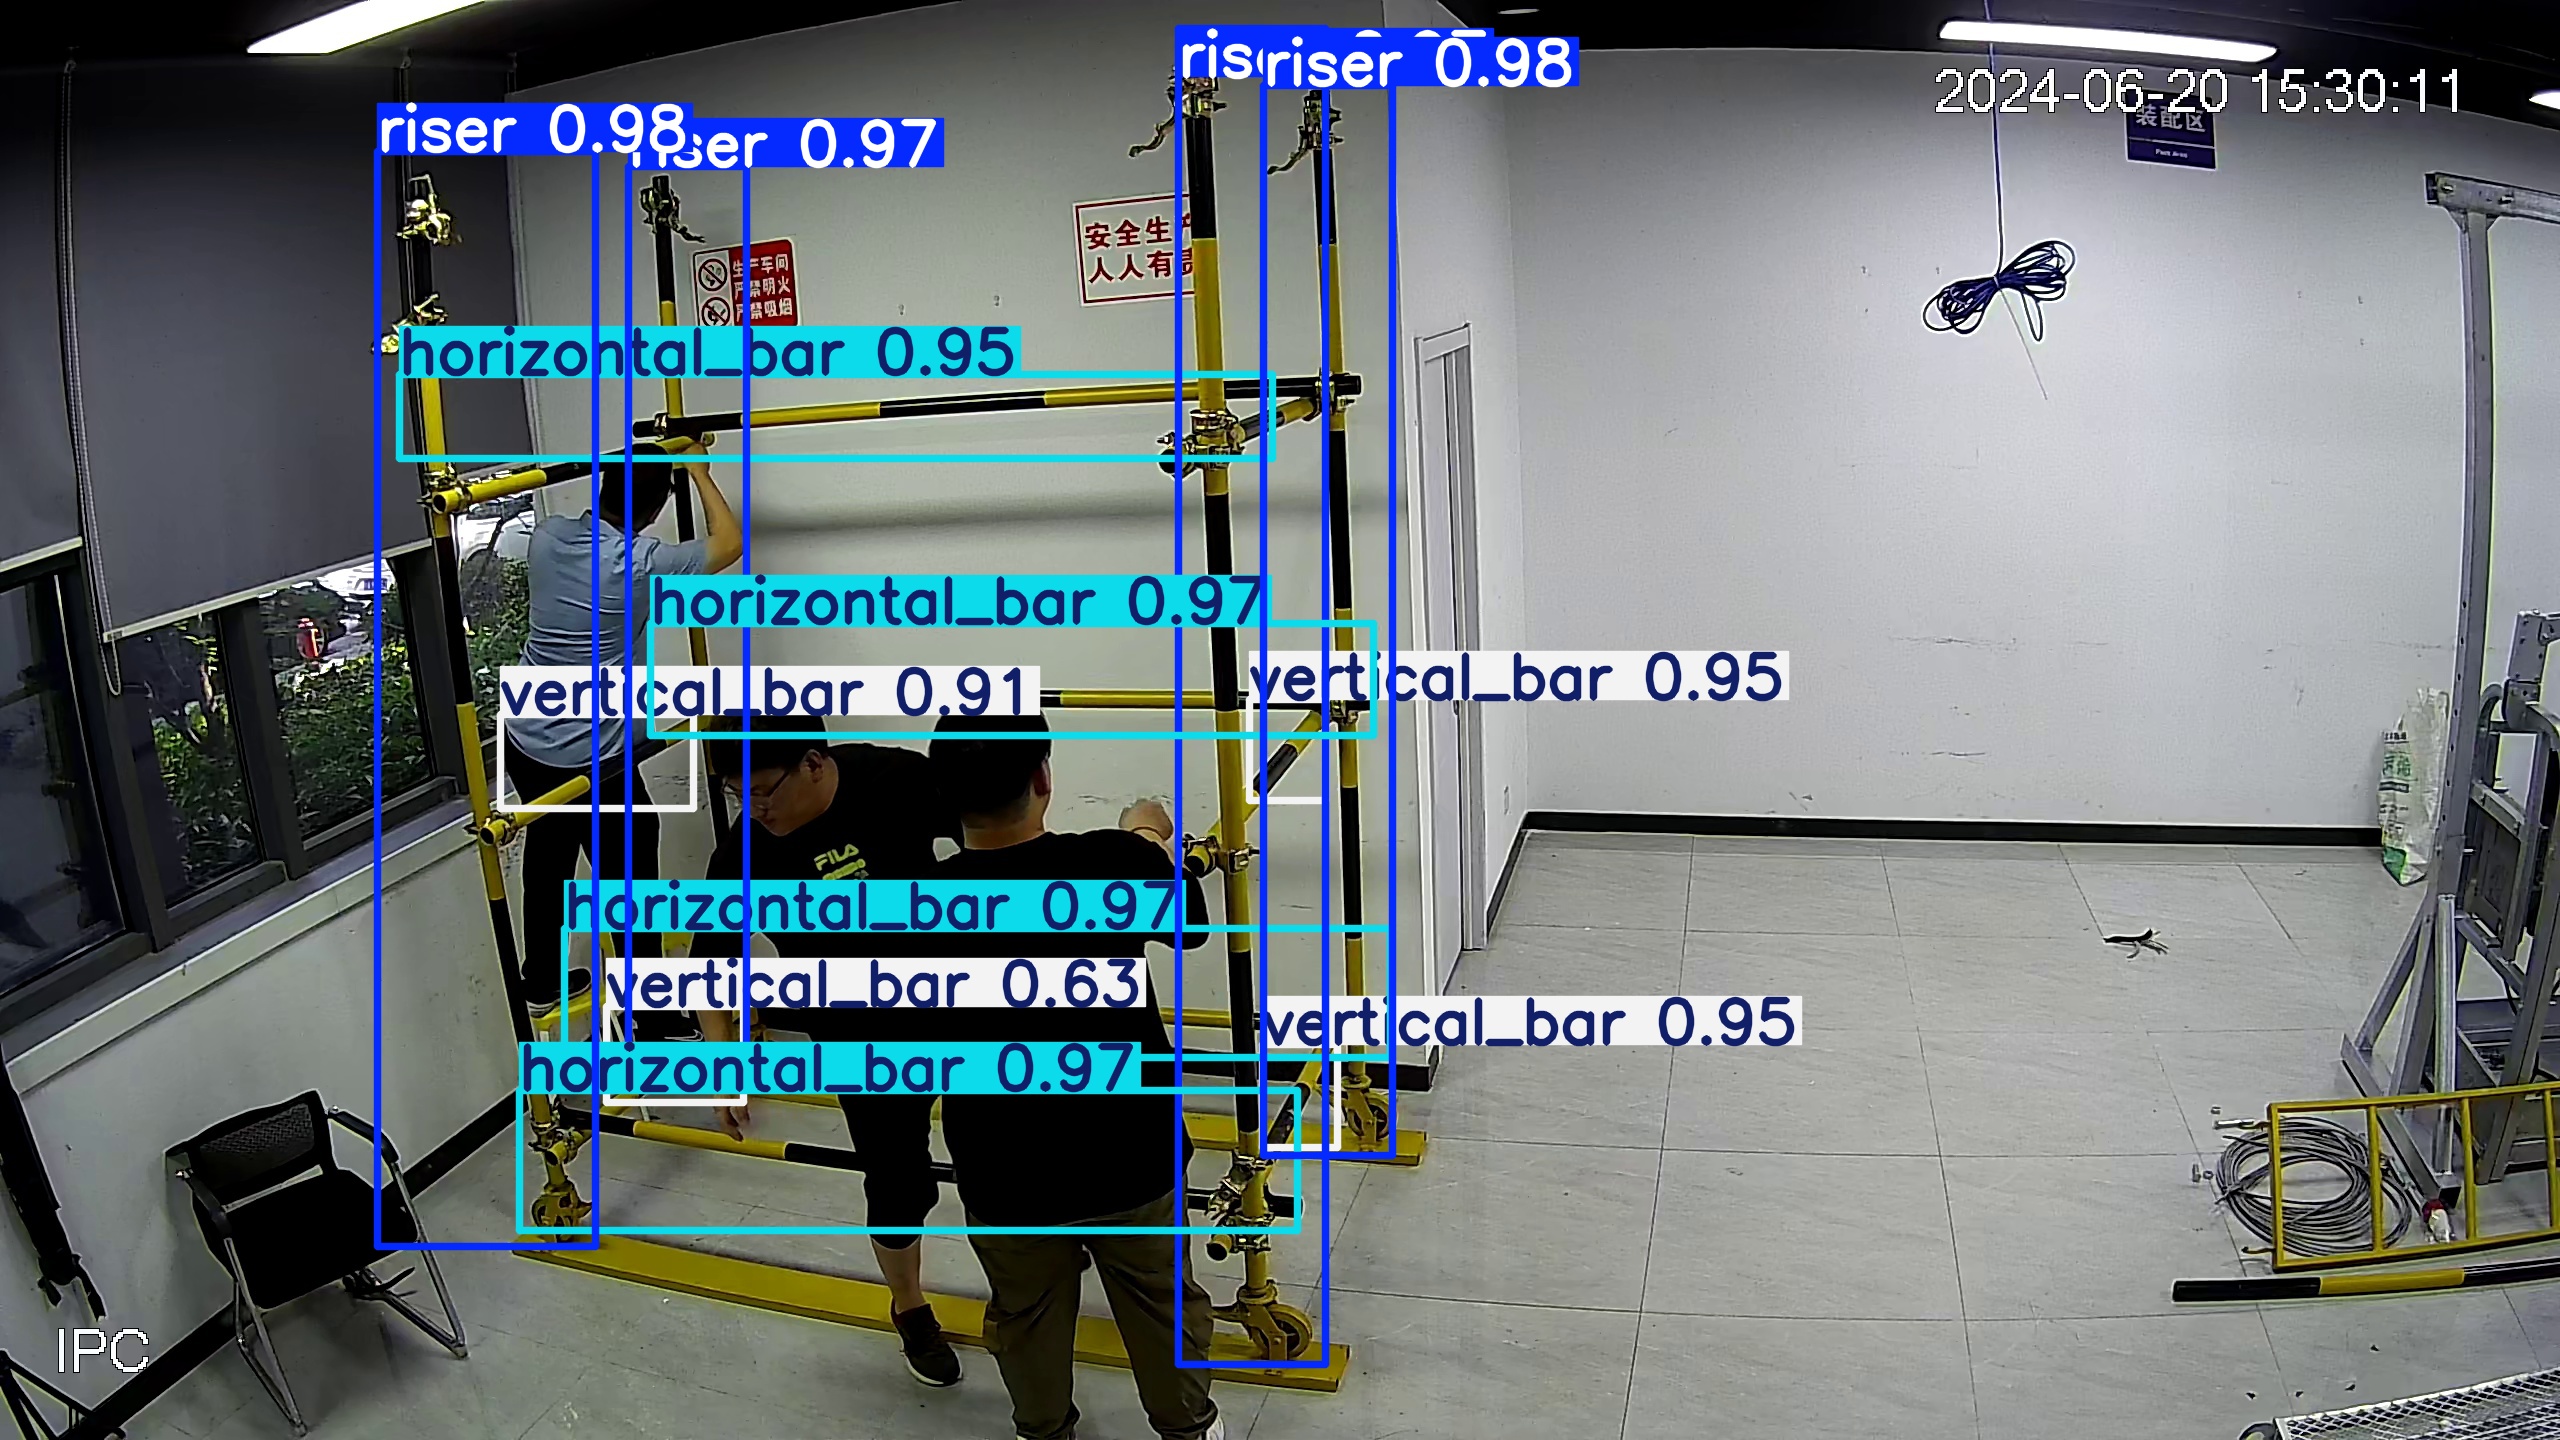 riser 0.98
riser 0.98
riser 0.97
2024-06-20 15:30:11
装配区
安全生产
人人有
生产车间
严禁明火
严禁吸烟
horizontal_bar 0.95
horizontal_bar 0.97
vertical_bar 0.91
vertical_bar 0.95
FILA
horizontal_bar 0.97
vertical_bar 0.63
vertical_bar 0.95
horizontal_bar 0.97
IPC